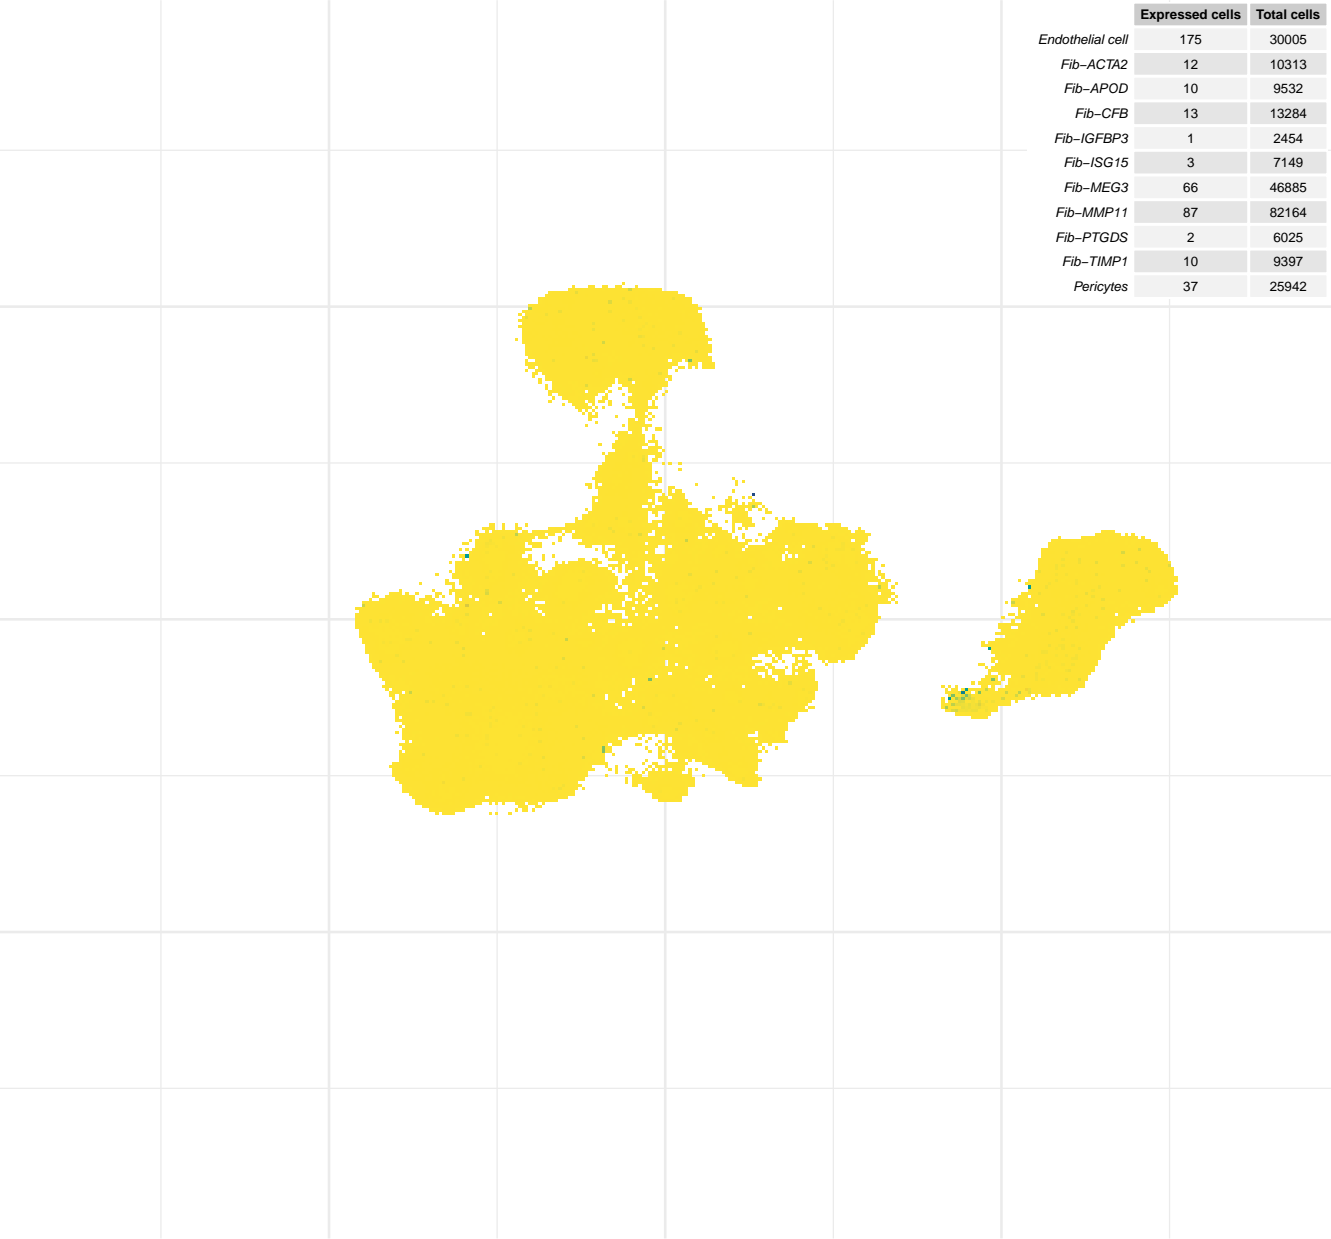 Expressed cells Total cells
Endothelial cell 175 30005
Fib−ACTA2 12 10313
Fib−APOD 10 9532
Fib−CFB 13 13284
Fib−IGFBP3 1 2454
Fib−ISG15 3 7149
Fib−MEG3 66 46885
Fib−MMP11 87 82164
Fib−PTGDS 2 6025
Fib−TIMP1 10 9397
Pericytes 37 25942